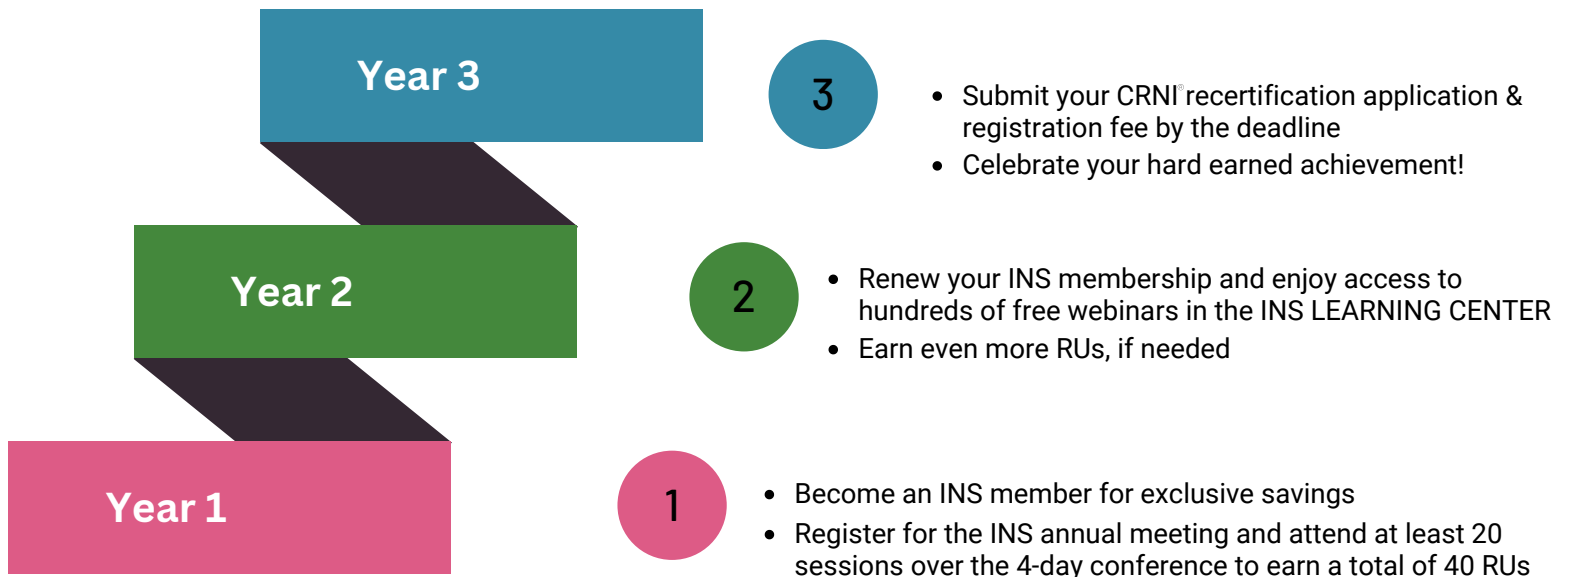 Year 3
3
• Submit your CRNI® recertification application &
registration fee by the deadline
• Celebrate your hard earned achievement!
Year 2
2
• Renew your INS membership and enjoy access to
hundreds of free webinars in the INS LEARNING CENTER
• Earn even more RUs, if needed
Year 1
1
• Become an INS member for exclusive savings
• Register for the INS annual meeting and attend at least 20
sessions over the 4-day conference to earn a total of 40 RUs